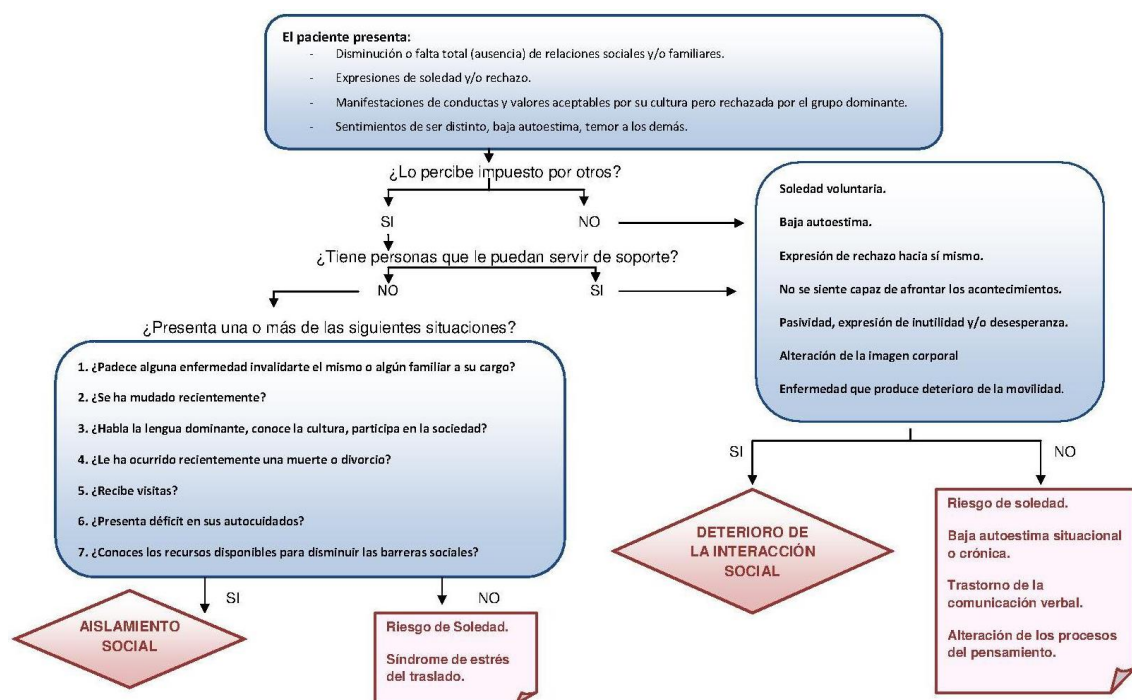 El paciente presenta:
- Disminución o falta total (ausencia) de relaciones sociales y/o familiares.
- Expresiones de soledad y/o rechazo.
- Manifestaciones de conductas y valores aceptables por su cultura pero rechazada por el grupo dominante.
- Sentimientos de ser distinto, baja autoestima, temor a los demás.
¿Lo percibe impuesto por otros?
SI
NO
¿Tiene personas que le puedan servir de soporte?
NO
SI
Soledad voluntaria.
Baja autoestima.
Expresión de rechazo hacia sí mismo.
No se siente capaz de afrontar los acontecimientos.
Pasividad, expresión de inutilidad y/o desesperanza.
Alteración de la imagen corporal
Enfermedad que produce deterioro de la movilidad.
¿Presenta una o más de las siguientes situaciones?
1. ¿Padece alguna enfermedad invalidarte el mismo o algún familiar a su cargo?
2. ¿Se ha mudado recientemente?
3. ¿Habla la lengua dominante, conoce la cultura, participa en la sociedad?
4. ¿Le ha ocurrido recientemente una muerte o divorcio?
5. ¿Recibe visitas?
6. ¿Presenta déficit en sus autocuidados?
7. ¿Conoces los recursos disponibles para disminuir las barreras sociales?
SI
NO
AISLAMIENTO
SOCIAL
Riesgo de Soledad.
Síndrome de estrés
del traslado.
SI
NO
DETERIORO DE
LA INTERACCIÓN
SOCIAL
Riesgo de soledad.
Baja autoestima situacional
o crónica.
Trastorno de la
comunicación verbal.
Alteración de los procesos
del pensamiento.